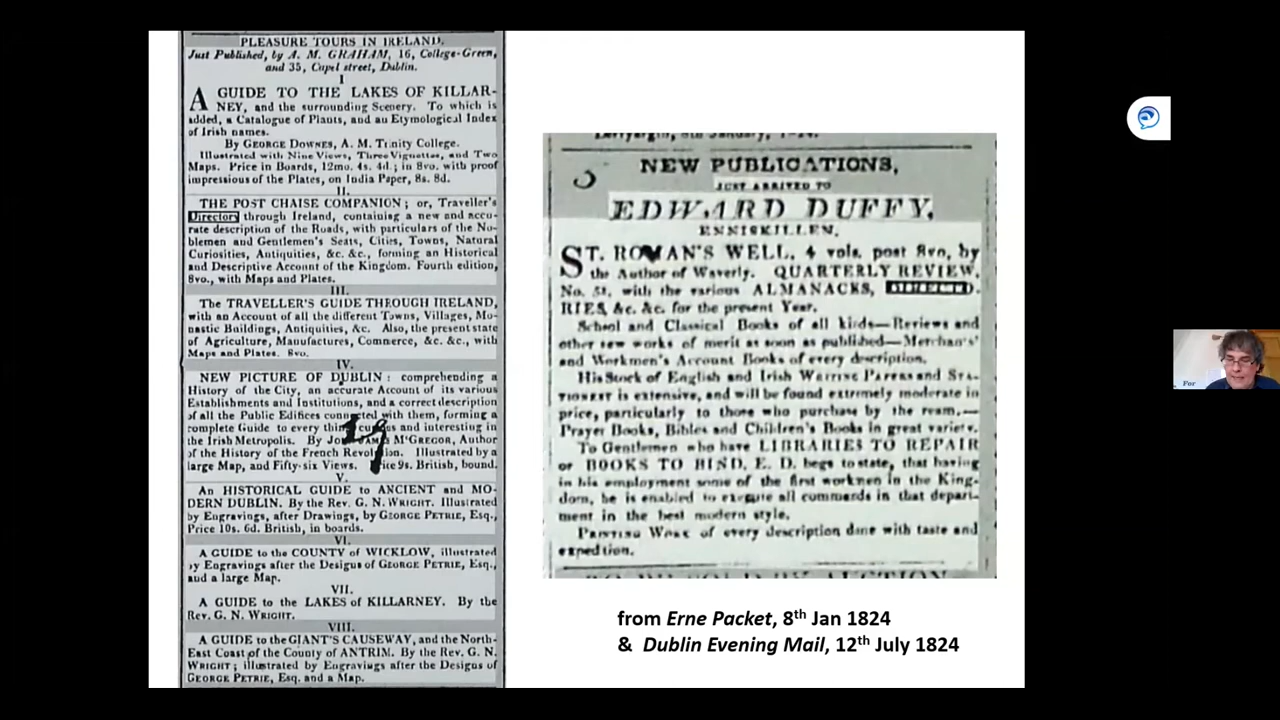 PLEASURE TOURS IN IRELAND.
Just Published, by A. M. GRAHAM, 16, College-Green,
and 35, Capel street, Dublin.
I
A GUIDE TO THE LAKES OF KILLAR-
NEY, and the surrounding Scenery. To which is
added, a Catalogue of Plants, and an Etymological Index
of Irish names.
By GEORGE DOWNES, A. M. Trinity College.
Illustrated with Nine Views, Three Vignettes, and Two
Maps. Price in Boards, 12mo. 4s. 4d.; in 8vo. with proof
impressions of the Plates, on India Paper, 8s. 8d.
II.
THE POST CHAISE COMPANION; or, Traveller's
Directory through Ireland, containing a new and accu-
rate description of the Roads, with particulars of the No-
blemen and Gentlemen's Seats, Cities, Towns, Natural
Curiosities, Antiquities, &c. &c., forming an Historical
and Descriptive Account of the Kingdom. Fourth edition,
8vo., with Maps and Plates.
III.
The TRAVELLER'S GUIDE THROUGH IRELAND,
with an Account of all the different Towns, Villages, Mo-
nastic Buildings, Antiquities, &c. Also, the present state
of Agriculture, Manufactures, Commerce, &c. &c., with
Maps and Plates. 8vo.
IV.
NEW PICTURE OF DUBLIN: comprehending a
History of the City, an accurate Account of its various
Establishments and Institutions, and a correct description
of all the Public Edifices connected with them, forming a
complete Guide to every thing curious and interesting in
the Irish Metropolis. By JOHN JAMES M'GREGOR, Author
of the History of the French Revolution. Illustrated by a
large Map, and Fifty-six Views. Price 9s. British, bound.
V.
An HISTORICAL GUIDE to ANCIENT and MO-
DERN DUBLIN. By the Rev. G. N. WRIGHT. Illustrated
by Engravings, after Drawings, by GEORGE PETRIE, Esq.,
Price 10s. 6d. British, in boards.
VI.
A GUIDE to the COUNTY of WICKLOW, illustrated
by Engravings after the Designs of GEORGE PETRIE, Esq.,
and a large Map.
VII.
A GUIDE to the LAKES of KILLARNEY. By the
Rev. G. N. WRIGHT.
VIII.
A GUIDE to the GIANT'S CAUSEWAY, and the North-
East Coast of the County of ANTRIM. By the Rev. G. N.
WRIGHT; illustrated by Engravings after the Designs of
GEORGE PETRIE, Esq. and a Map.
NEW PUBLICATIONS,
JUST ARRIVED TO
EDWARD DUFFY,
ENNISKILLEN.
ST. ROMAN'S WELL, 4 vols. post 8vo, by
the Author of Waverly. QUARTERLY REVIEW,
No. 51, with the various ALMANACKS,
RIES, &c. &c. for the present Year.
School and Classical Books of all kinds—Reviews and
other new works of merit as soon as published—Merchants'
and Workmen's Account Books of every description.
His Stock of English and Irish WRITING PAPERS and STA-
TIONERY is extensive, and will be found extremely moderate in
price, particularly to those who purchase by the ream.—
Prayer Books, Bibles and Children's Books in great variety.
To Gentlemen who have LIBRARIES TO REPAIR
or BOOKS TO BIND, E. D. begs to state, that having
in his employment some of the first workmen in the King-
dom, he is enabled to execute all commands in that depart-
ment in the best modern style.
PRINTING WORK of every description done with taste and
expedition.
TO BE SOLD BY AUCTION
from Erne Packet, 8th Jan 1824
& Dublin Evening Mail, 12th July 1824
For